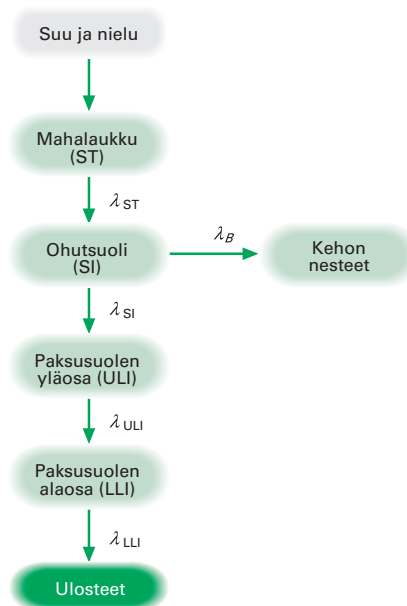 Suu ja nielu
Mahalaukku
(ST)
λ ST
Ohutsuoli
(SI)
λB
Kehon
nesteet
λ SI
Paksusuolen
yläosa (ULI)
λ ULI
Paksusuolen
alaosa (LLI)
λ LLI
Ulosteet